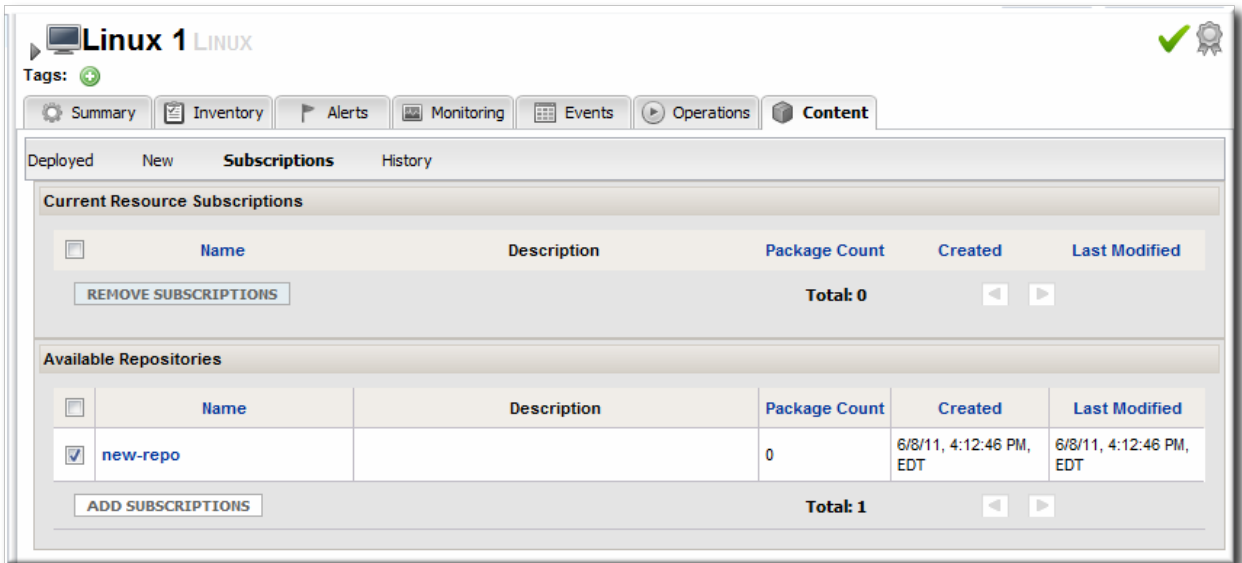 Linux 1 LINUX
Tags:
Summary Inventory Alerts Monitoring Events Operations Content
Deployed New Subscriptions History
Current Resource Subscriptions
Name Description Package Count Created Last Modified
REMOVE SUBSCRIPTIONS Total: 0
Available Repositories
Name Description Package Count Created Last Modified
new-repo 0 6/8/11, 4:12:46 PM, 6/8/11, 4:12:46 PM,
EDT EDT
ADD SUBSCRIPTIONS Total: 1